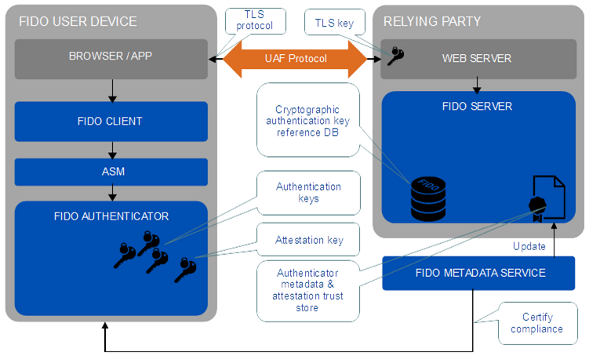 FIDO USER DEVICE
TLS
protocol
TLS key
RELYING PARTY
BROWSER / APP
UAF Protocol
WEB SERVER
FIDO CLIENT
Cryptographic
authentication key
reference DB
FIDO SERVER
ASM
FIDO
FIDO AUTHENTICATOR
Authentication
keys
Attestation key
Update
Authenticator
metadata &
attestation trust
store
FIDO METADATA SERVICE
Certify
compliance